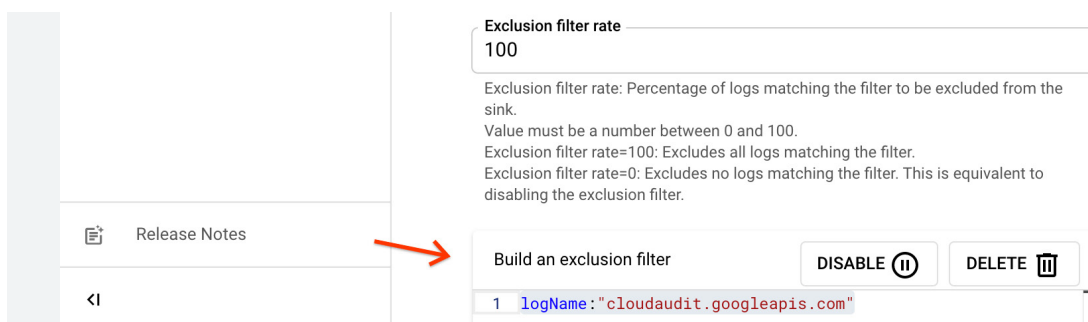 Exclusion filter rate
100
Exclusion filter rate: Percentage of logs matching the filter to be excluded from the
sink.
Value must be a number between 0 and 100.
Exclusion filter rate=100: Excludes all logs matching the filter.
Exclusion filter rate=0: Excludes no logs matching the filter. This is equivalent to
disabling the exclusion filter.
Release Notes
Build an exclusion filter
DISABLE
DELETE
1 logName:"cloudaudit.googleapis.com"